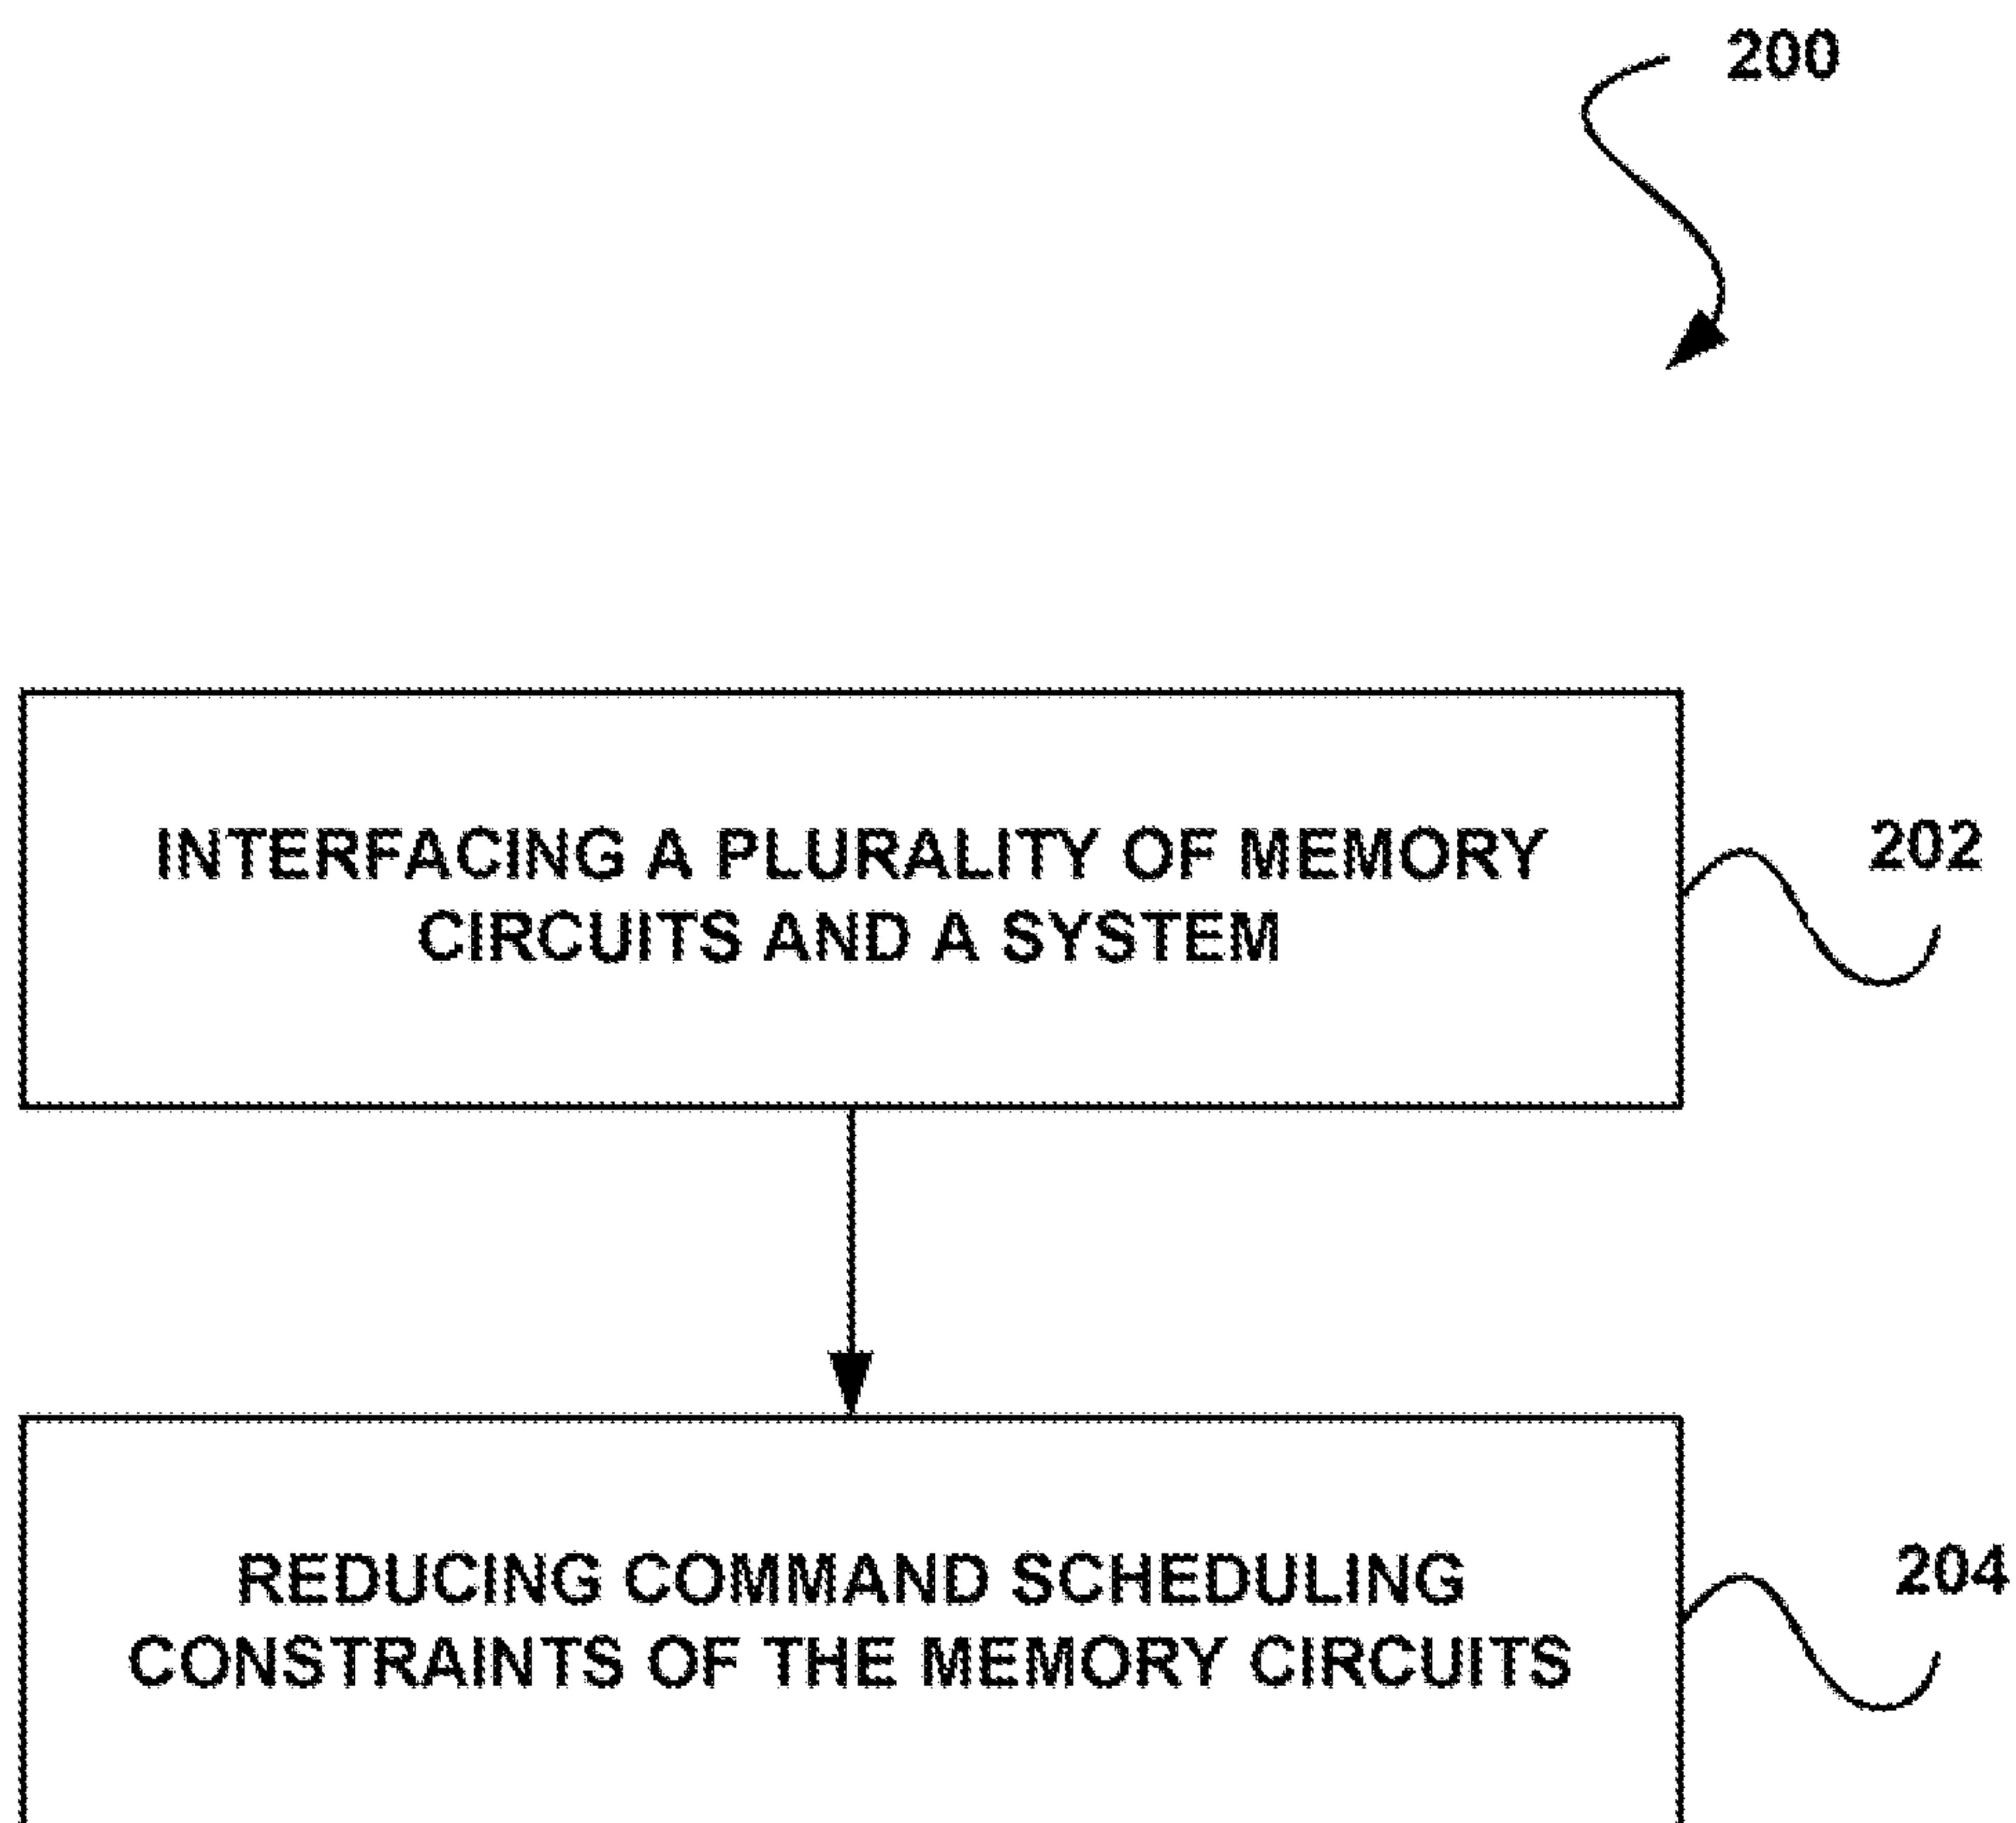 200
INTERFACING A PLURALITY OF MEMORY
CIRCUITS AND A SYSTEM
202
REDUCING COMMAND SCHEDULING
CONSTRAINTS OF THE MEMORY CIRCUITS
204